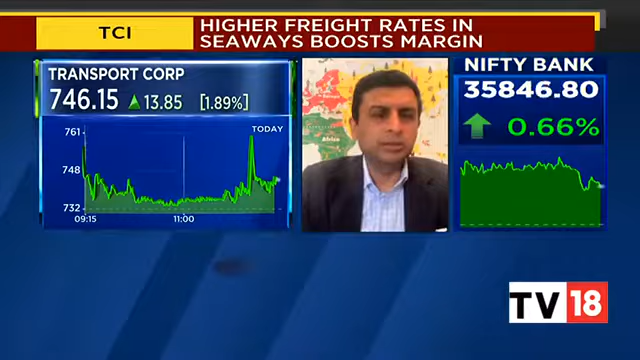 TCI
HIGHER FREIGHT RATES IN
SEAWAYS BOOSTS MARGIN
TRANSPORT CORP
746.15 ▲ 13.85 [1.89%]
TODAY
761
748
732
09:15 11:00
NIFTY BANK
35846.80
0.66%
Africa
TV18